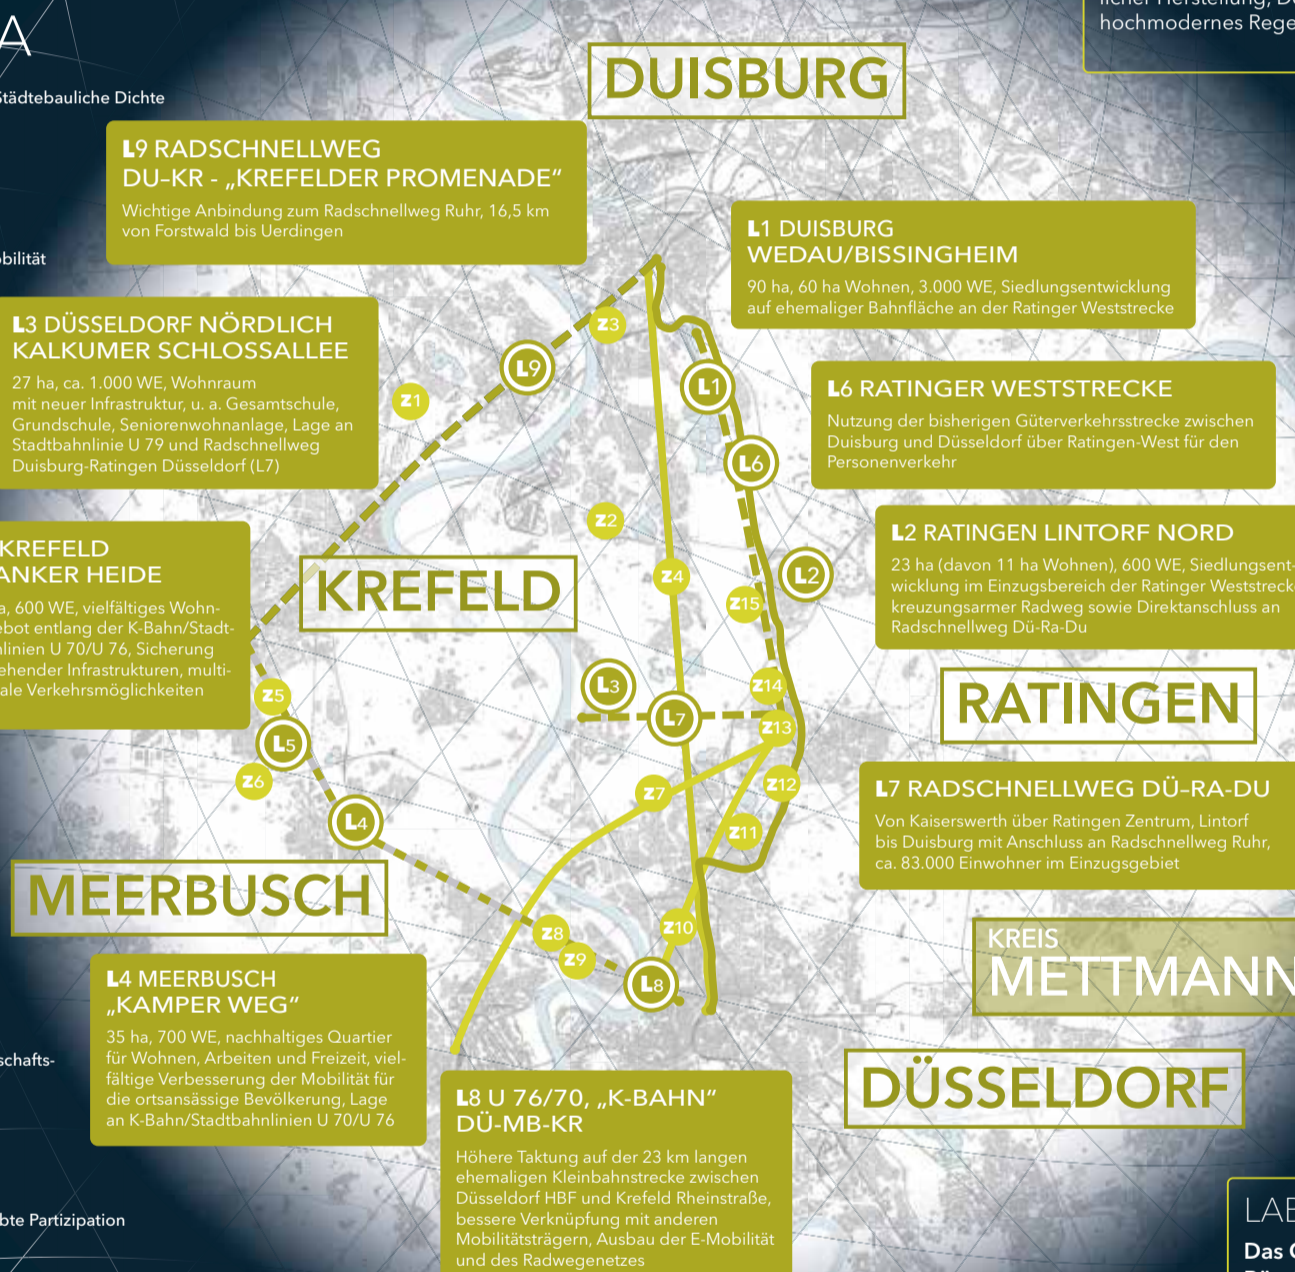 A
Städtebauliche Dichte
hochmodernes Rege
DUISBURG
L9 RADSCHNELLWEG
DU–KR - „KREFELDER PROMENADE“
Wichtige Anbindung zum Radschnellweg Ruhr, 16,5 km
von Forstwald bis Uerdingen
L1 DUISBURG
WEDAU/BISSINGHEIM
90 ha, 60 ha Wohnen, 3.000 WE, Siedlungsentwicklung
auf ehemaliger Bahnfläche an der Ratinger Weststrecke
obilität
L3 DÜSSELDORF NÖRDLICH
KALKUMER SCHLOSSALLEE
27 ha, ca. 1.000 WE, Wohnraum
mit neuer Infrastruktur, u. a. Gesamtschule,
Grundschule, Seniorenwohnanlage, Lage an
Stadtbahnlinie U 79 und Radschnellweg
Duisburg-Ratingen Düsseldorf (L7)
L6 RATINGER WESTSTRECKE
Nutzung der bisherigen Güterverkehrsstrecke zwischen
Duisburg und Düsseldorf über Ratingen-West für den
Personenverkehr
L2 RATINGEN LINTORF NORD
23 ha (davon 11 ha Wohnen), 600 WE, Siedlungsent-
wicklung im Einzugsbereich der Ratinger Weststreck
kreuzungsarmer Radweg sowie Direktanschluss an
Radschnellweg Dü-Ra-Du
KREFELD
ANKER HEIDE
a, 600 WE, vielfältiges Wohn-
ebot entlang der K-Bahn/Stadt-
nlinien U 70/U 76, Sicherung
ehender Infrastrukturen, multi-
ale Verkehrsmöglichkeiten
KREFELD
RATINGEN
L7 RADSCHNELLWEG DÜ–RA-DU
Von Kaiserswerth über Ratingen Zentrum, Lintorf
bis Duisburg mit Anschluss an Radschnellweg Ruhr,
ca. 83.000 Einwohner im Einzugsgebiet
MEERBUSCH
KREIS
METTMANN
L4 MEERBUSCH
„KAMPER WEG“
35 ha, 700 WE, nachhaltiges Quartier
für Wohnen, Arbeiten und Freizeit, viel-
fältige Verbesserung der Mobilität für
die ortsansässige Bevölkerung, Lage
an K-Bahn/Stadtbahnlinien U 70/U 76
schafts-
DÜSSELDORF
L8 U 76/70, „K-BAHN“
DÜ-MB-KR
Höhere Taktung auf der 23 km langen
ehemaligen Kleinbahnstrecke zwischen
Düsseldorf HBF und Krefeld Rheinstraße,
bessere Verknüpfung mit anderen
Mobilitätsträgern, Ausbau der E-Mobilität
und des Radwegenetzes
bte Partizipation
LAB
Das
Z3
L9
L1
Z1
L6
Z2
Z4
L2
Z15
Z5
L3
Z14
L5
L7
Z13
Z6
Z7
Z12
L4
Z11
Z8
Z10
Z9
L8